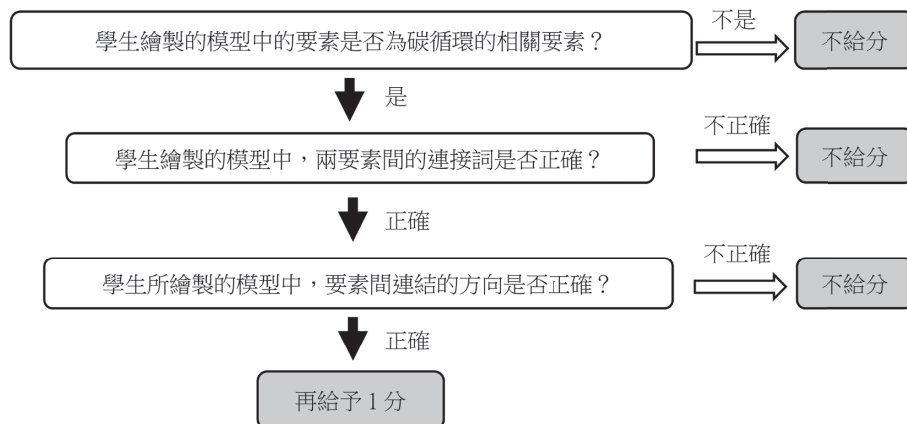 學生繪製的模型中的要素是否為碳循環的相關要素？
不是
不給分
是
學生繪製的模型中，兩要素間的連接詞是否正確？
不正確
不給分
正確
學生所繪製的模型中，要素間連結的方向是否正確？
不正確
不給分
正確
再給予1分